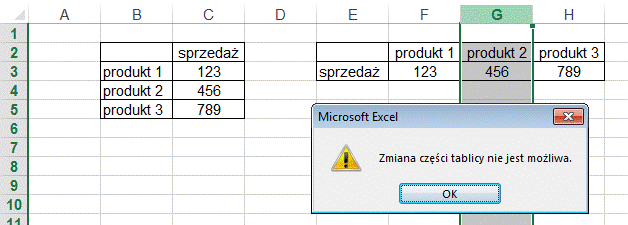 A B C D E F G H
1
2 sprzedaż produkt 1 produkt 2 produkt 3
3 produkt 1 123 sprzedaż 123 456 789
4 produkt 2 456
5 produkt 3 789
6 Microsoft Excel
7
8 Zmiana części tablicy nie jest możliwa.
9
10 OK
11